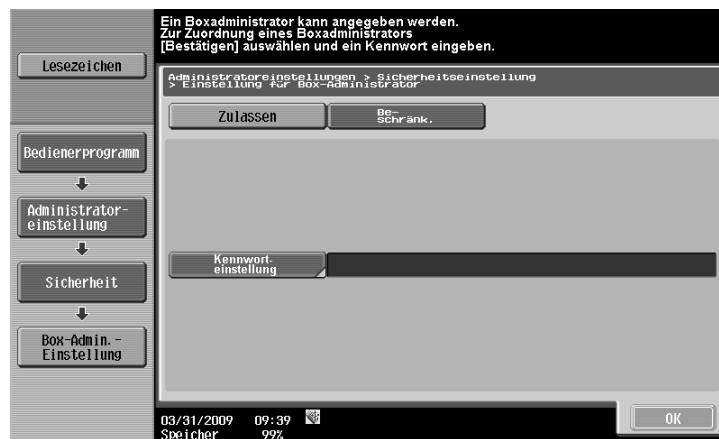 Ein Boxadministrator kann angegeben werden.
Zur Zuordnung eines Boxadministrators
[Bestätigen] auswählen und ein Kennwort eingeben.
Lesezeichen
Administratoreinstellungen > Sicherheitseinstellung
> Einstellung für Box-Administrator
Zulassen
Be-
schränk.
Bedienerprogramm
Administrator-
einstellung
Kennwort-
einstellung
Sicherheit
Box-Admin.-
Einstellung
03/31/2009 09:39
Speicher 99%
OK